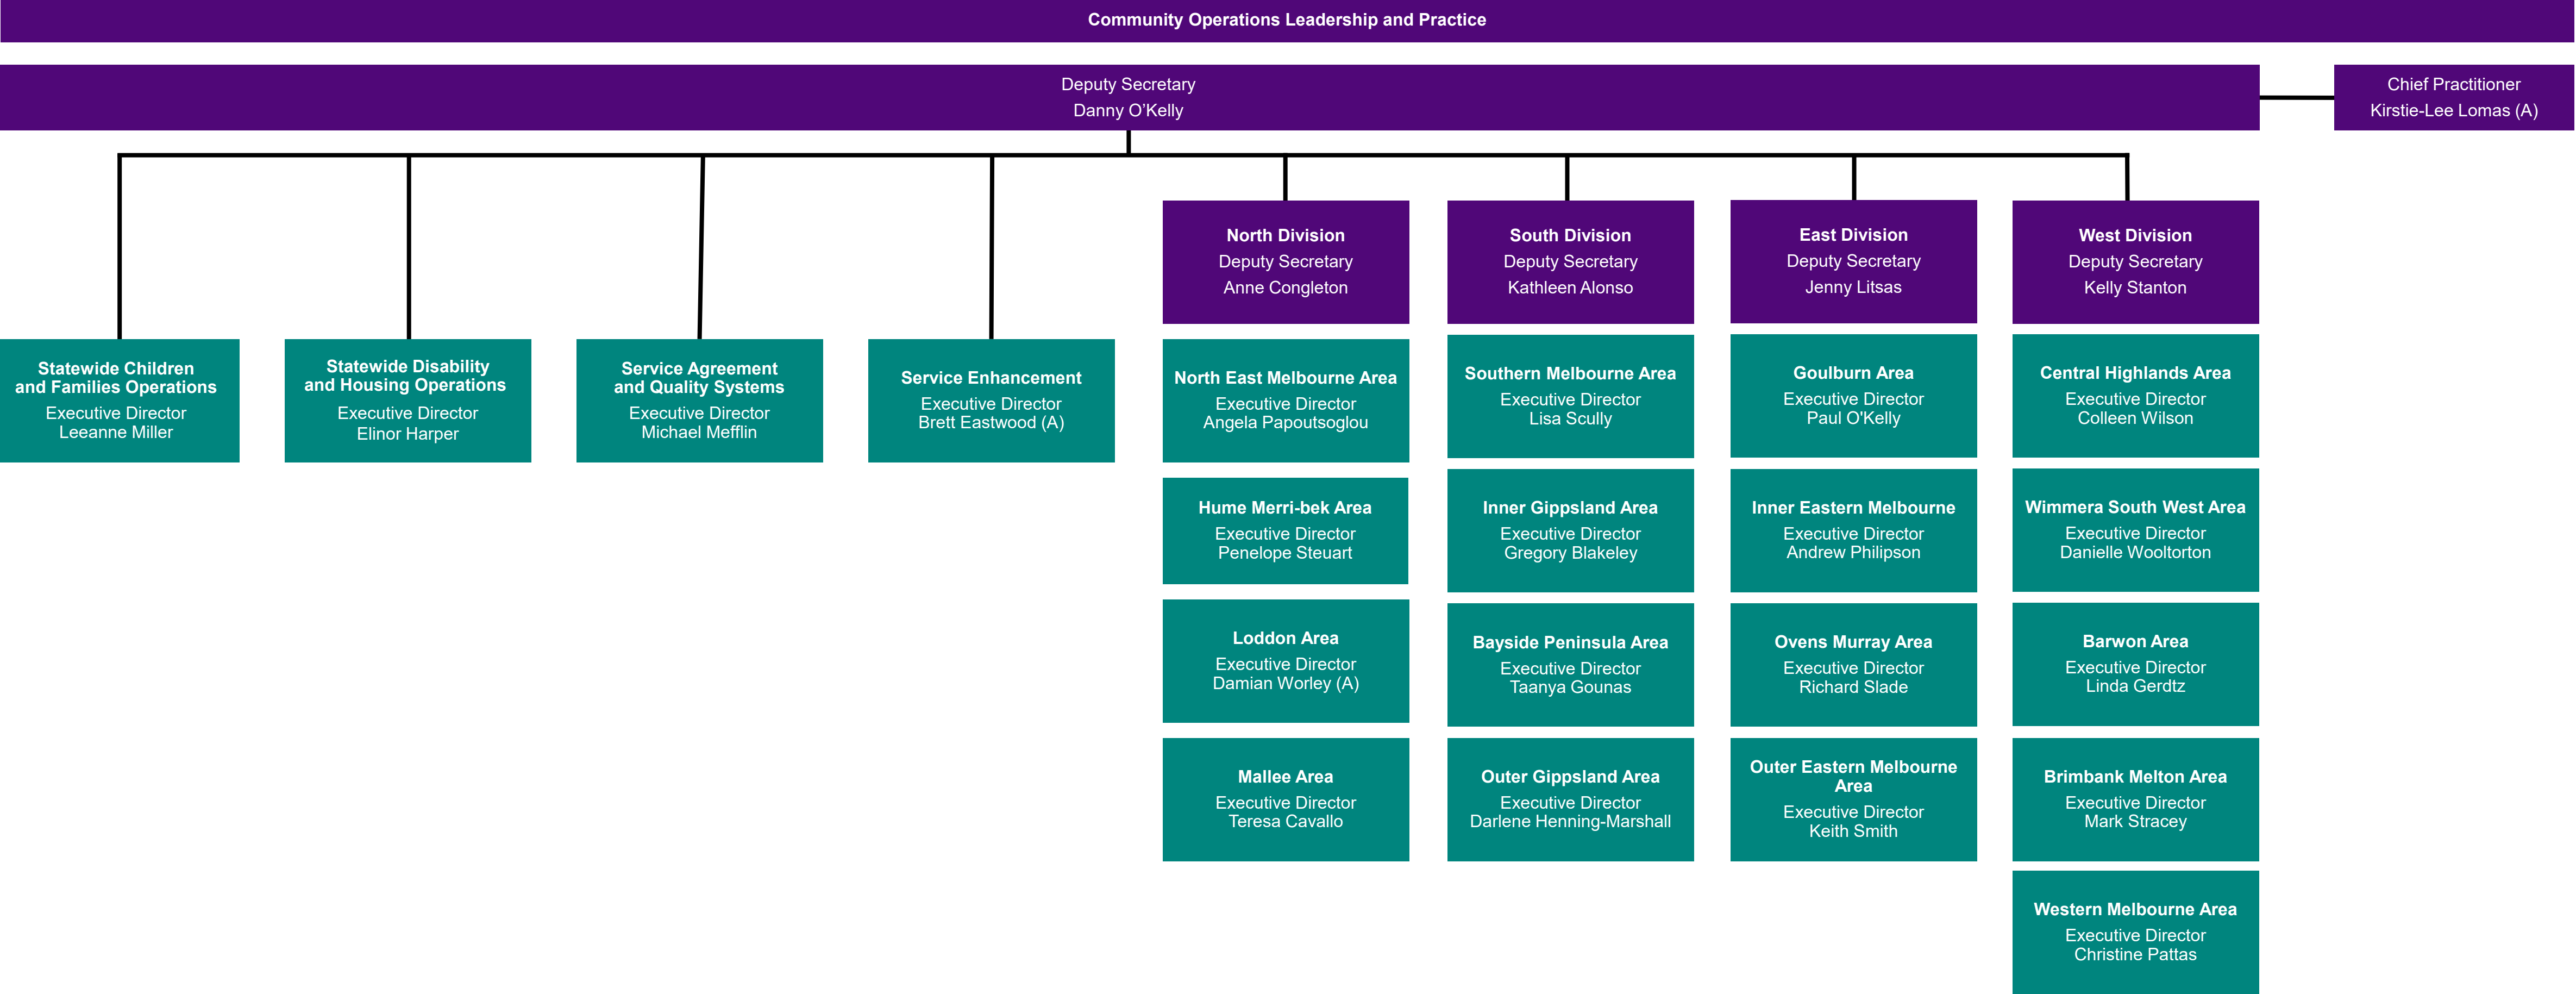 Community Operations Leadership and Practice
Deputy Secretary
Danny O’Kelly
Chief Practitioner
Kirstie-Lee Lomas (A)
Statewide Children
and Families Operations
Executive Director
Leeanne Miller
Statewide Disability
and Housing Operations
Executive Director
Elinor Harper
Service Agreement
and Quality Systems
Executive Director
Michael Mefflin
Service Enhancement
Executive Director
Brett Eastwood (A)
North Division
Deputy Secretary
Anne Congleton
North East Melbourne Area
Executive Director
Angela Papoutsoglou
Hume Merri-bek Area
Executive Director
Penelope Steuart
Loddon Area
Executive Director
Damian Worley (A)
Mallee Area
Executive Director
Teresa Cavallo
South Division
Deputy Secretary
Kathleen Alonso
Southern Melbourne Area
Executive Director
Lisa Scully
Inner Gippsland Area
Executive Director
Gregory Blakeley
Bayside Peninsula Area
Executive Director
Taanya Gounas
Outer Gippsland Area
Executive Director
Darlene Henning-Marshall
East Division
Deputy Secretary
Jenny Litsas
Goulburn Area
Executive Director
Paul O'Kelly
Inner Eastern Melbourne
Executive Director
Andrew Philipson
Ovens Murray Area
Executive Director
Richard Slade
Outer Eastern Melbourne
Area
Executive Director
Keith Smith
West Division
Deputy Secretary
Kelly Stanton
Central Highlands Area
Executive Director
Colleen Wilson
Wimmera South West Area
Executive Director
Danielle Wooltorton
Barwon Area
Executive Director
Linda Gerdtz
Brimbank Melton Area
Executive Director
Mark Stracey
Western Melbourne Area
Executive Director
Christine Pattas